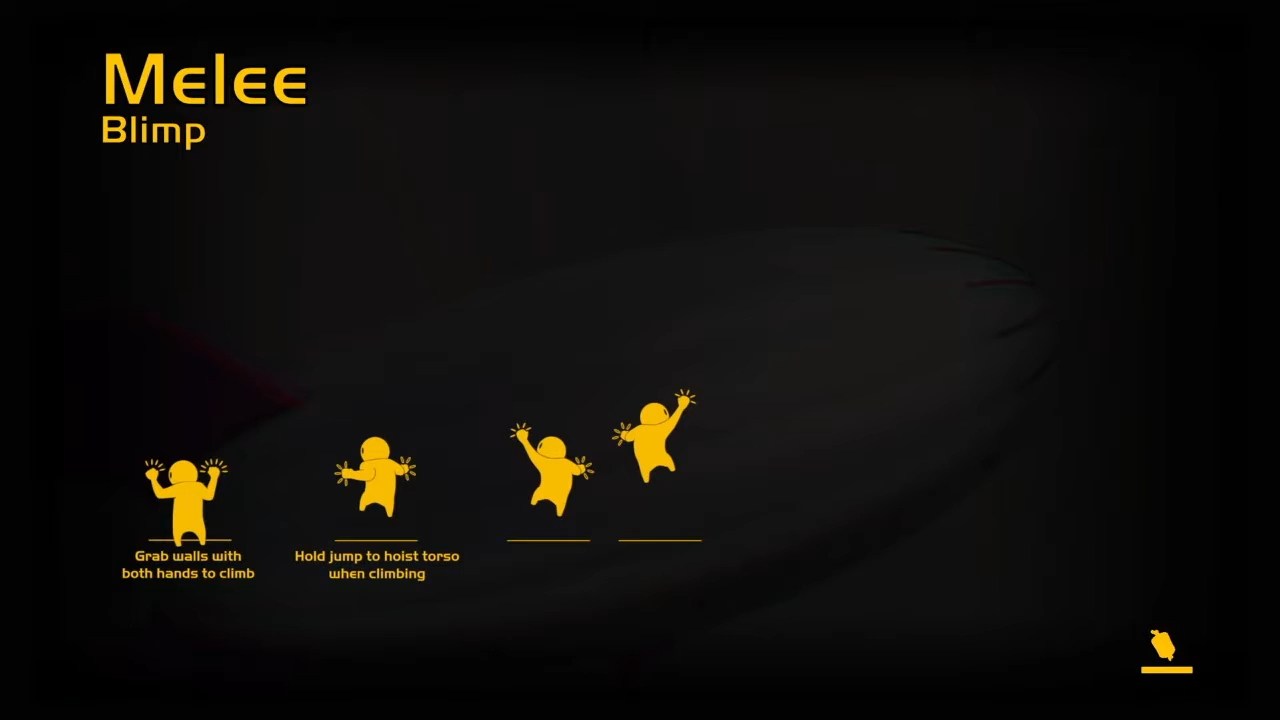 Melee
Blimp
Grab walls with
both hands to climb
Hold jump to hoist torso
when climbing